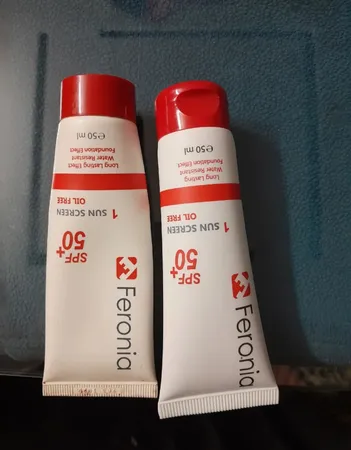 Feronia
SPF
50+
1 SUN SCREEN
OIL FREE
Long Lasting Effect
Water Resistant
Foundation Effect
℮50 ml
Feronia
SPF
50+
1 SUN SCREEN
OIL FREE
Long Lasting
Water Resistant
Foundation Effect
℮50 ml